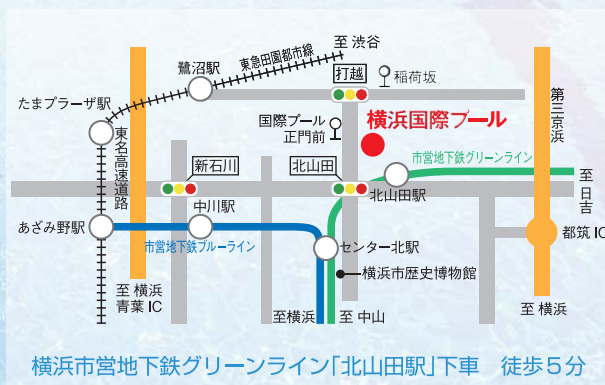 至 渋谷
東急田園都市線
鷺沼駅
打越
稲荷坂
たまプラーザ駅
国際プール
正門前
横浜国際プール
第三京浜
東名高速道路
新石川
北山田
市営地下鉄グリーンライン
至 日吉
中川駅
北山田駅
あざみ野駅
市営地下鉄ブルーライン
センター北駅
都筑 IC
横浜市歴史博物館
至 横浜
青葉 IC
至横浜
至 中山
至 横浜
横浜市営地下鉄グリーンライン「北山田駅」下車　徒歩5分